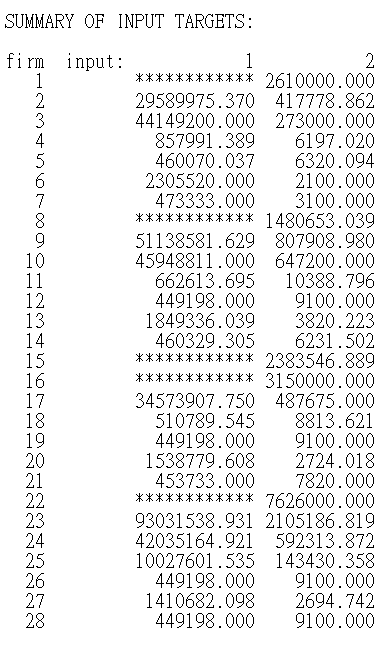 SUMMARY OF INPUT TARGETS:
firm input: 1 2
1 ************ 2610000.000
2 29589975.370 417778.862
3 44149200.000 273000.000
4 857991.389 6197.020
5 460070.037 6320.094
6 2305520.000 2100.000
7 473333.000 3100.000
8 ************ 1480653.039
9 51138581.629 807908.980
10 45948811.000 647200.000
11 662613.695 10388.796
12 449198.000 9100.000
13 1849336.039 3820.223
14 460329.305 6231.502
15 ************ 2383546.889
16 ************ 3150000.000
17 34573907.750 487675.000
18 510789.545 8813.621
19 449198.000 9100.000
20 1538779.608 2724.018
21 453733.000 7820.000
22 ************ 7626000.000
23 93031538.931 2105186.819
24 42035164.921 592313.872
25 10027601.535 143430.358
26 449198.000 9100.000
27 1410682.098 2694.742
28 449198.000 9100.000